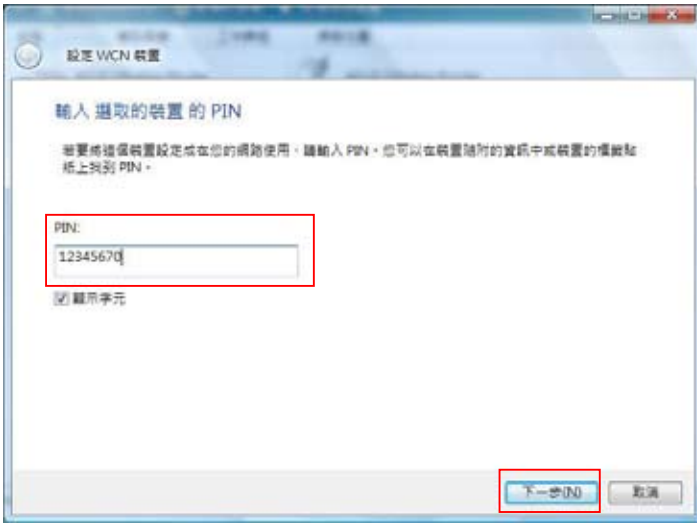 設定 WCN 裝置
輸入 選取的裝置 的 PIN
若要將這個裝置設定成在您的網路使用，請輸入 PIN。您可以在裝置隨附的資訊中或裝置的標籤貼
紙上找到 PIN。
PIN:
12345670
顯示字元
下一步(N)
取消